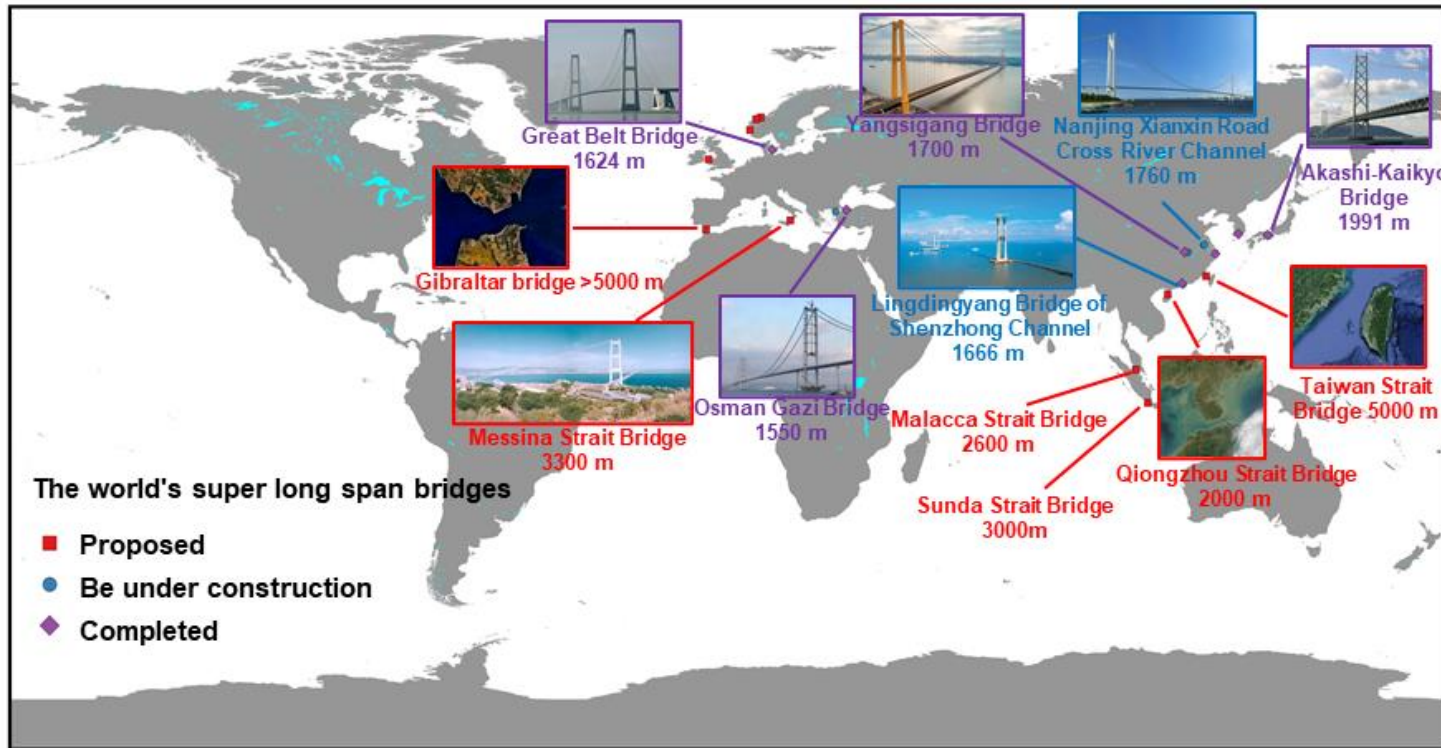 Great Belt Bridge
1624 m
Yangsigang Bridge
1700 m
Nanjing Xianxin Road
Cross River Channel
1760 m
Akashi-Kaikyo
Bridge
1991 m
Gibraltar bridge >5000 m
Lingdingyang Bridge of
Shenzhong Channel
1666 m
Messina Strait Bridge
3300 m
Osman Gazi Bridge
1550 m
Malacca Strait Bridge
2600 m
Sunda Strait Bridge
3000m
Qiongzhou Strait Bridge
2000 m
Taiwan Strait
Bridge 5000 m
The world's super long span bridges
Proposed
Be under construction
Completed